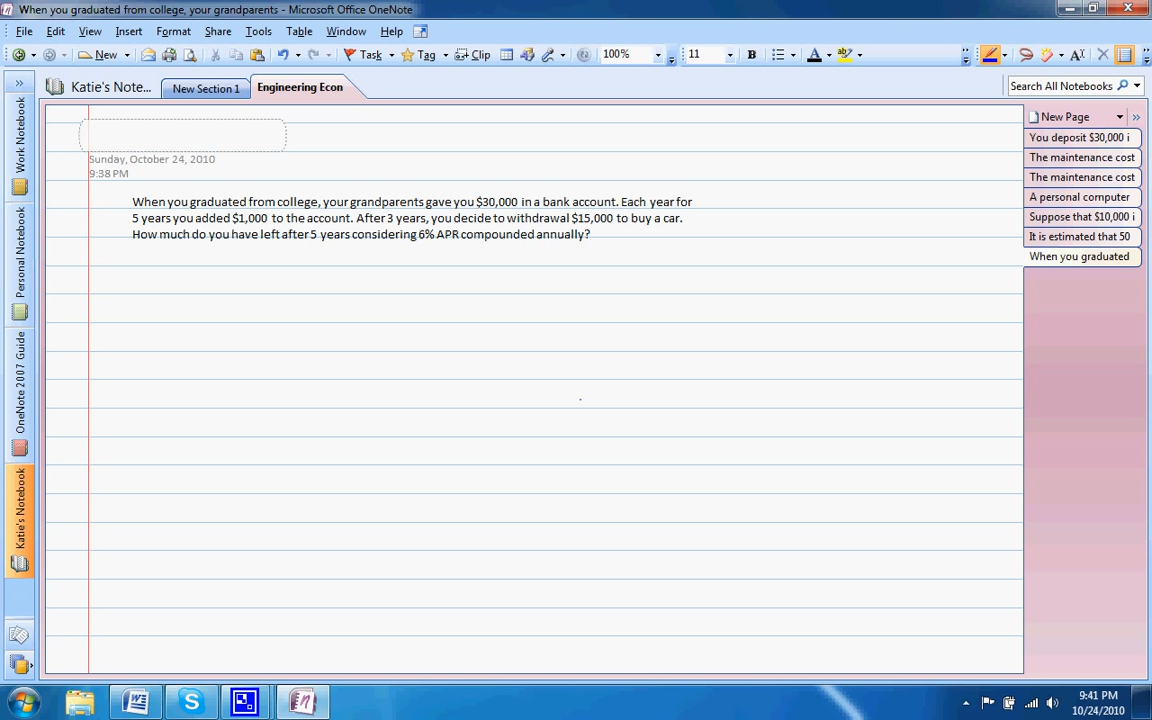 When you graduated from college, your grandparents - Microsoft Office OneNote
File Edit View Insert Format Share Tools Table Window Help
New Task Tag Clip 100% 11 B A ab A
Katie's Note... New Section 1 Engineering Econ Search All Notebooks
New Page
You deposit $30,000 i
The maintenance cost
The maintenance cost
A personal computer
Suppose that $10,000 i
It is estimated that 50
When you graduated
Work Notebook
Personal Notebook
OneNote 2007 Guide
Katie's Notebook
Sunday, October 24, 2010
9:38 PM
When you graduated from college, your grandparents gave you $30,000 in a bank account. Each year for
5 years you added $1,000 to the account. After 3 years, you decide to withdrawal $15,000 to buy a car.
How much do you have left after 5 years considering 6% APR compounded annually?
9:41 PM
10/24/2010